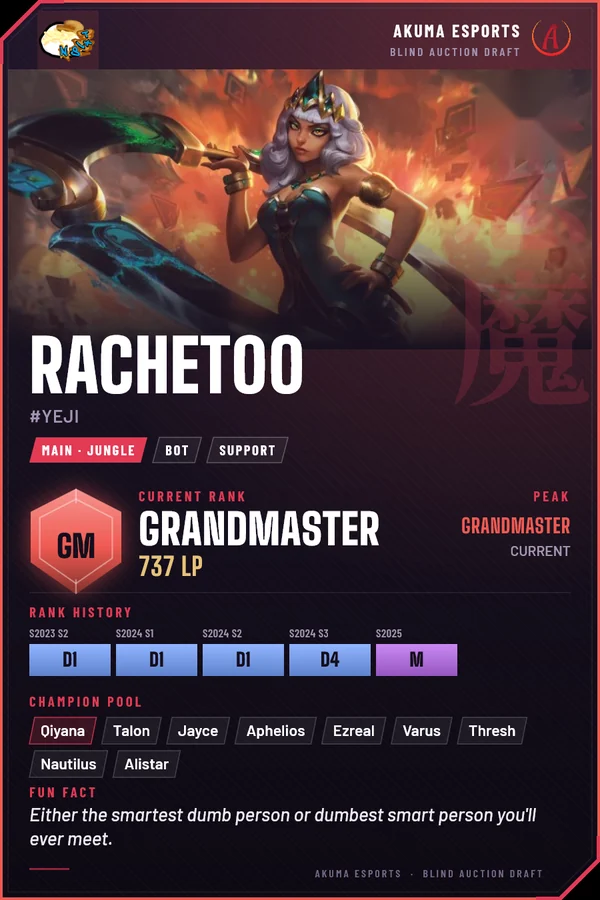 AKUMA ESPORTS
BLIND AUCTION DRAFT
A
魔
RACHETOO
#YEJI
MAIN · JUNGLE
BOT
SUPPORT
GM
CURRENT RANK
GRANDMASTER
737 LP
PEAK
GRANDMASTER
CURRENT
RANK HISTORY
S2023 S2 S2024 S1 S2024 S2 S2024 S3 S2025
D1 D1 D1 D4 M
CHAMPION POOL
Qiyana Talon Jayce Aphelios Ezreal Varus Thresh
Nautilus Alistar
FUN FACT
Either the smartest dumb person or dumbest smart person you'll
ever meet.
AKUMA ESPORTS · BLIND AUCTION DRAFT